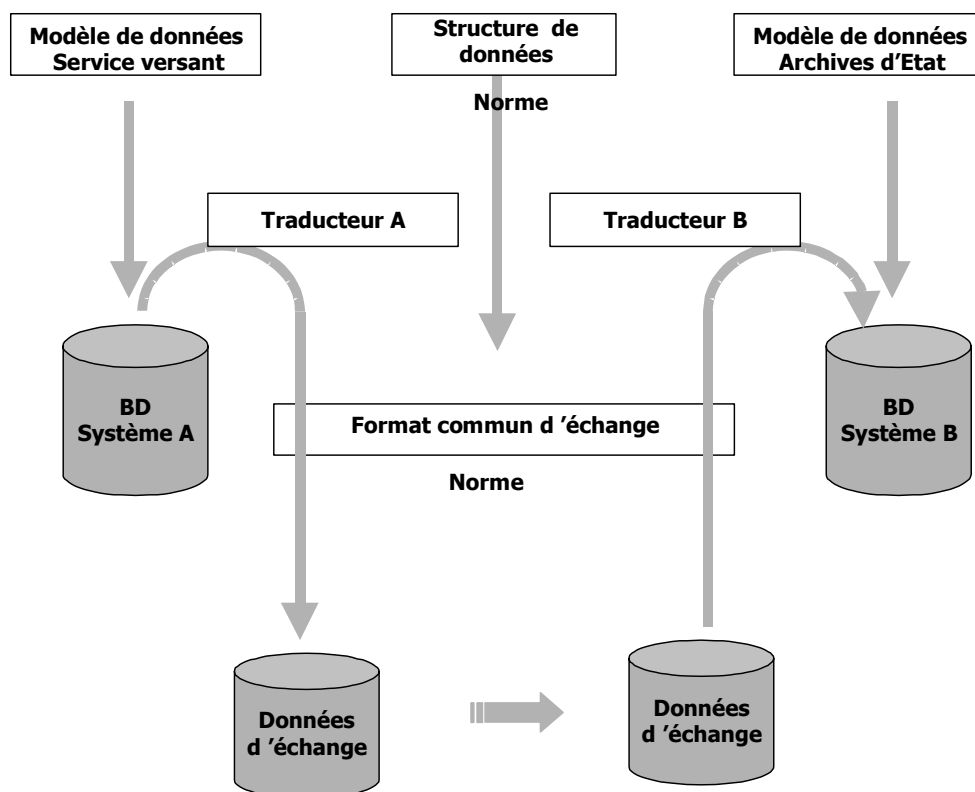 Modèle de données
Service versant
Structure de
données
Norme
Modèle de données
Archives d'Etat
Traducteur A
Traducteur B
BD
Système A
Format commun d ’échange
Norme
BD
Système B
Données
d ’échange
Données
d ’échange